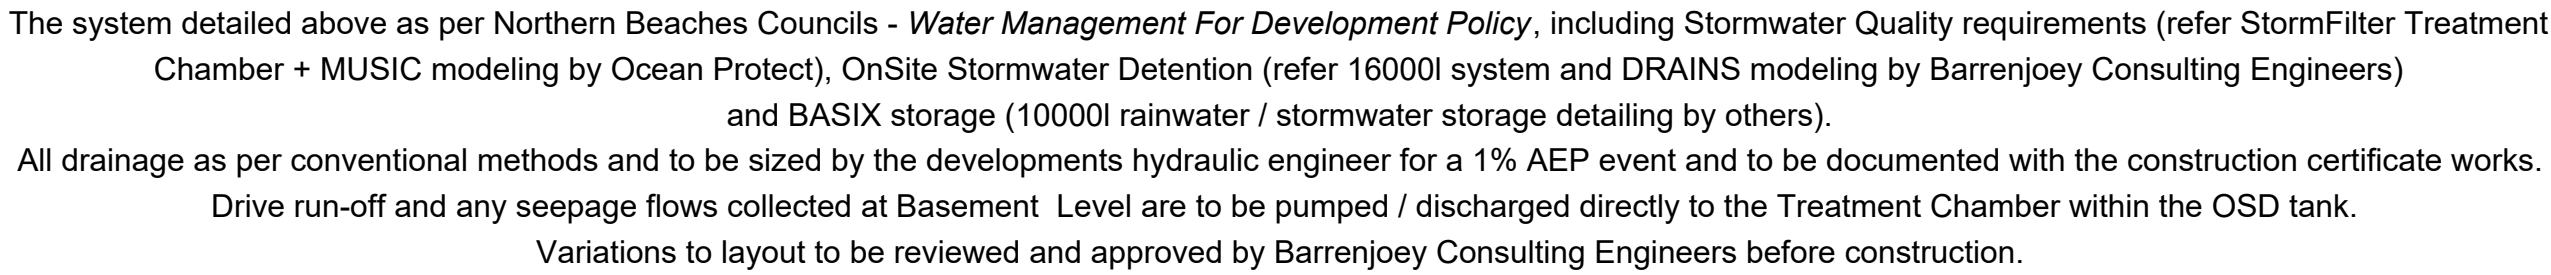 The system detailed above as per Northern Beaches Councils - Water Management For Development Policy, including Stormwater Quality requirements (refer StormFilter Treatment
Chamber + MUSIC modeling by Ocean Protect), OnSite Stormwater Detention (refer 16000l system and DRAINS modeling by Barrenjoey Consulting Engineers)
and BASIX storage (10000l rainwater / stormwater storage detailing by others).
All drainage as per conventional methods and to be sized by the developments hydraulic engineer for a 1% AEP event and to be documented with the construction certificate works.
Drive run-off and any seepage flows collected at Basement  Level are to be pumped / discharged directly to the Treatment Chamber within the OSD tank.
Variations to layout to be reviewed and approved by Barrenjoey Consulting Engineers before construction.